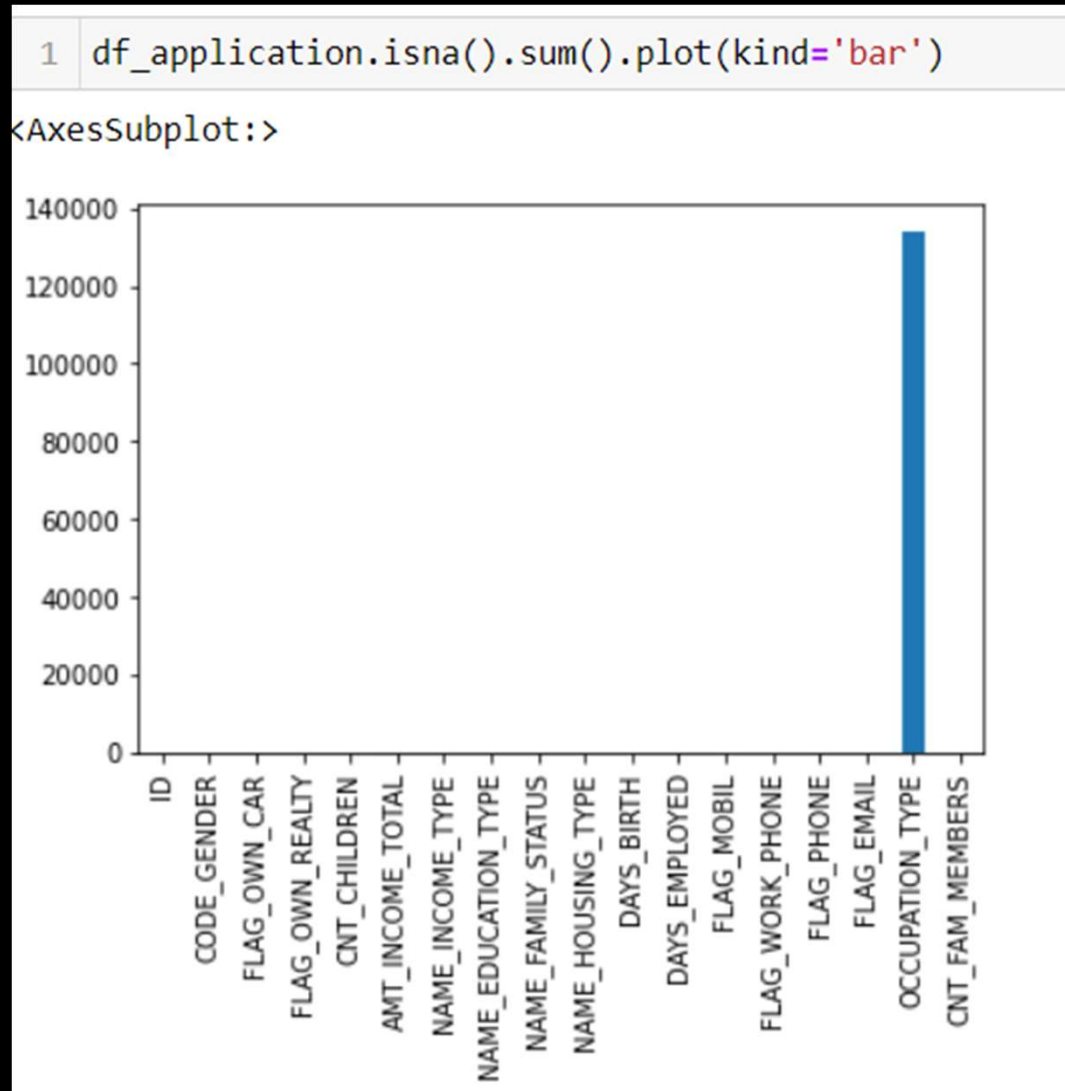 1 df_application.isna().sum().plot(kind='bar')
<AxesSubplot:>
140000
120000
100000
80000
60000
40000
20000
0
ID
CODE_GENDER
FLAG_OWN_CAR
FLAG_OWN_REALTY
CNT_CHILDREN
AMT_INCOME_TOTAL
NAME_INCOME_TYPE
NAME_EDUCATION_TYPE
NAME_FAMILY_STATUS
NAME_HOUSING_TYPE
DAYS_BIRTH
DAYS_EMPLOYED
FLAG_MOBIL
FLAG_WORK_PHONE
FLAG_PHONE
FLAG_EMAIL
OCCUPATION_TYPE
CNT_FAM_MEMBERS